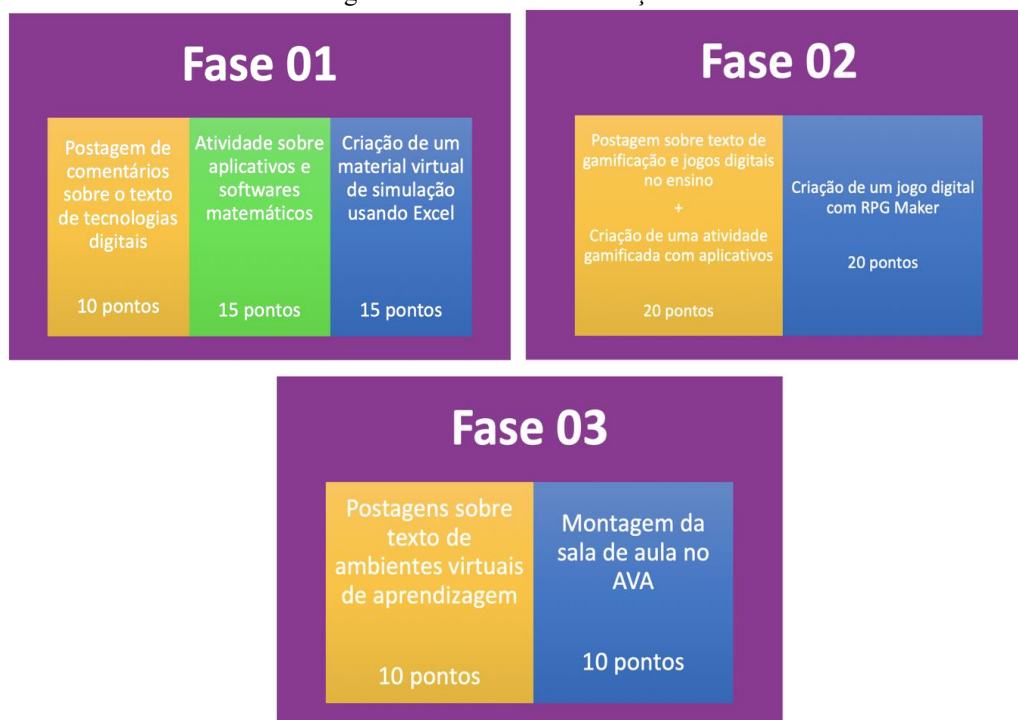 Fase 01
Postagem de
comentários
sobre o texto
de tecnologias
digitais
10 pontos
Atividade sobre
aplicativos e
softwares
matemáticos
15 pontos
Criação de um
material virtual
de simulação
usando Excel
15 pontos
Fase 02
Postagem sobre texto de
gamificação e jogos digitais
no ensino
+
Criação de uma atividade
gamificada com aplicativos
20 pontos
Criação de um jogo digital
com RPG Maker
20 pontos
Fase 03
Postagens sobre
texto de
ambientes virtuais
de aprendizagem
10 pontos
Montagem da
sala de aula no
AVA
10 pontos